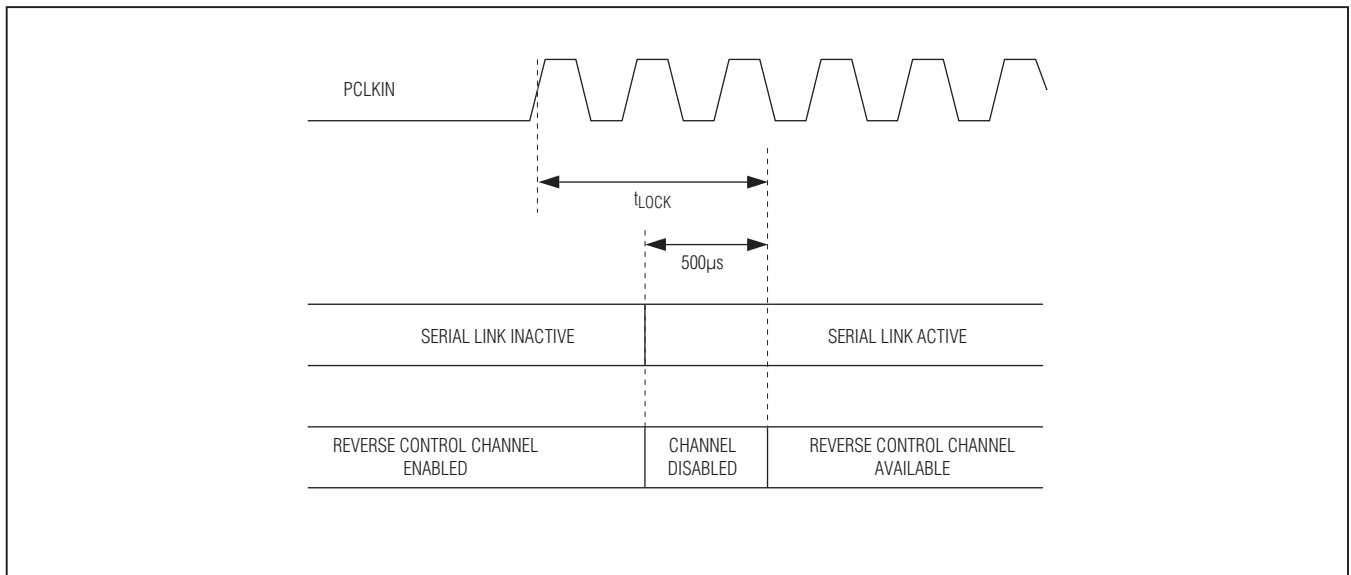 PCLKIN
tLOCK
500µs
SERIAL LINK INACTIVE
SERIAL LINK ACTIVE
REVERSE CONTROL CHANNEL
ENABLED
CHANNEL
DISABLED
REVERSE CONTROL CHANNEL
AVAILABLE